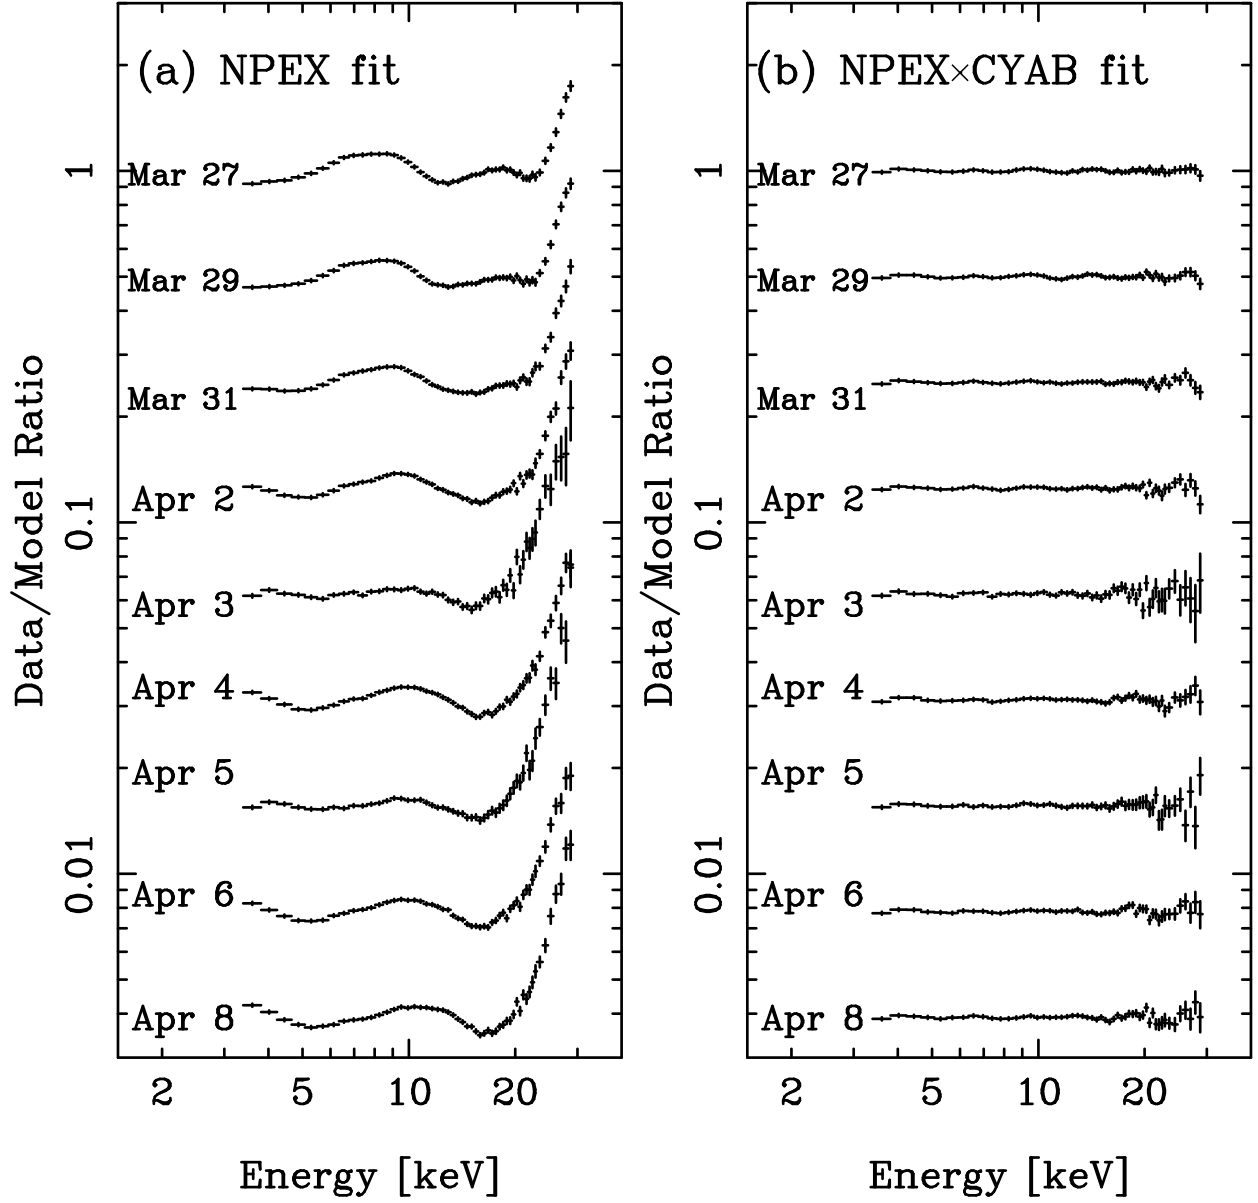 (a) NPEX fit
Data/Model Ratio
1
0.1
0.01
Mar 27
Mar 29
Mar 31
Apr 2
Apr 3
Apr 4
Apr 5
Apr 6
Apr 8
2 5 10 20
Energy [keV]
(b) NPEX×CYAB fit
Data/Model Ratio
1
0.1
0.01
Mar 27
Mar 29
Mar 31
Apr 2
Apr 3
Apr 4
Apr 5
Apr 6
Apr 8
2 5 10 20
Energy [keV]